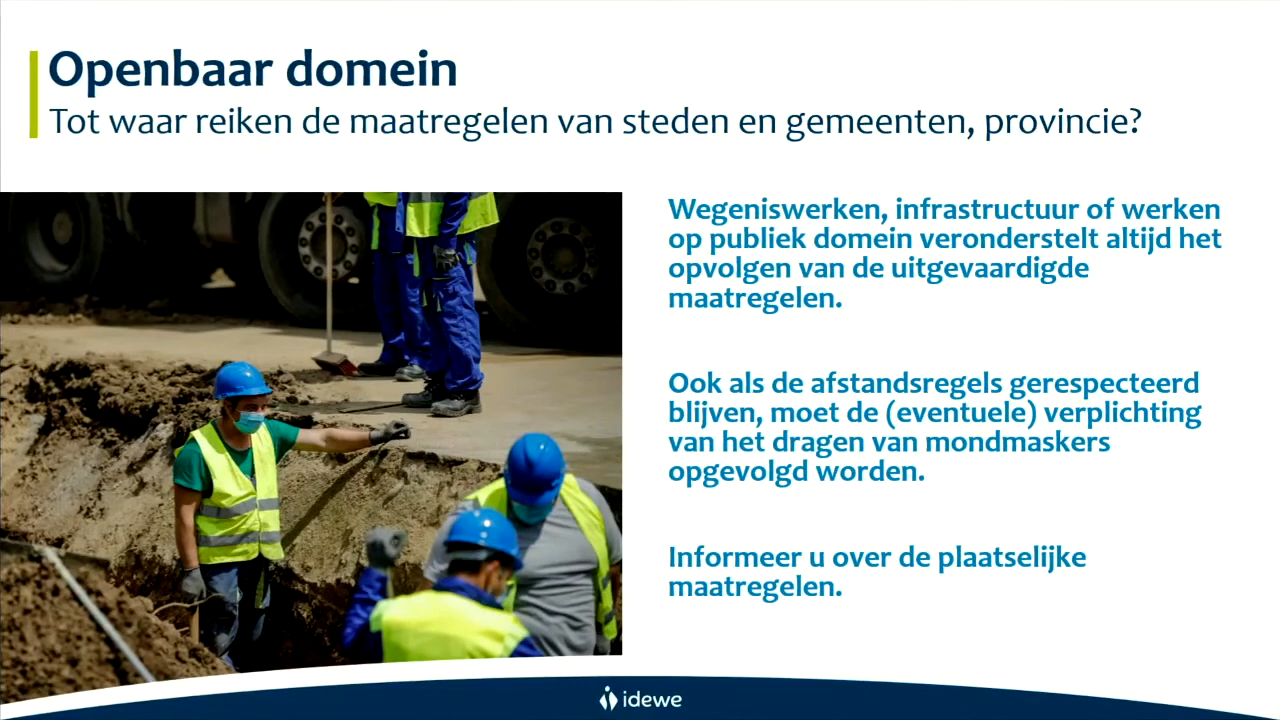 Openbaar domein
Tot waar reiken de maatregelen van steden en gemeenten, provincie?
Wegeniswerken, infrastructuur of werken
op publiek domein veronderstelt altijd het
opvolgen van de uitgevaardigde
maatregelen.
Ook als de afstandsregels gerespecteerd
blijven, moet de (eventuele) verplichting
van het dragen van mondmaskers
opgevolgd worden.
Informeer u over de plaatselijke
maatregelen.
idewe